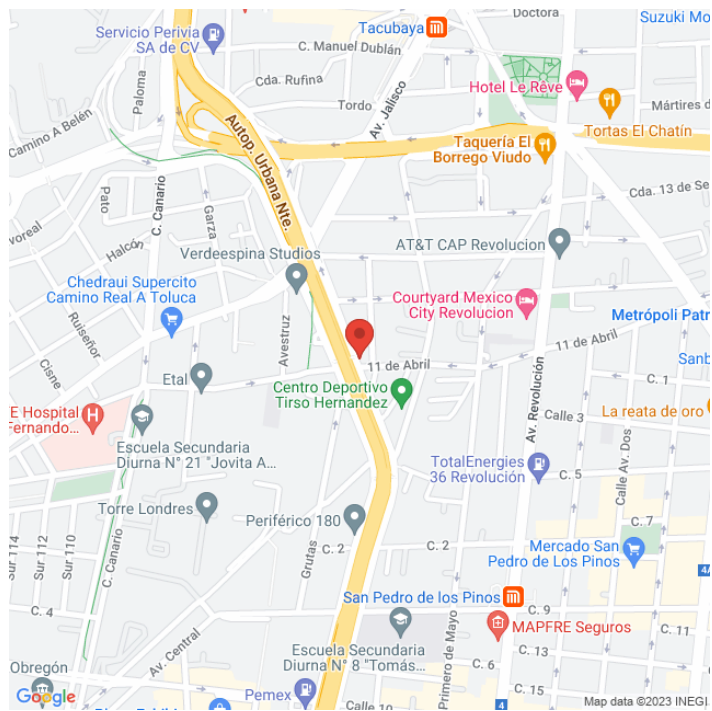 Doctora
Suzuki Mo
Tacubaya
Servicio Perivia
SA de CV
C. Manuel Dublán
Cda. Rufina
Paloma
Tordo
Av. Jalisco
Hotel Le Rêve
Mártires d
Tortas El Chatín
Camino A Belén
Autop. Urbana Nte.
Taquería El
Borrego Viudo
Cda. 13 de Se
Pato
C. Canario
Garza
voreal
Halcón
Verdeespina Studios
AT&T CAP Revolucion
Chedraui Supercito
Camino Real A Toluca
Courtyard Mexico
City Revolucion
Metrópoli Patr
Ruiseñor
Avestruz
11 de Abril
11 de Abril
Sanb
Cisne
Etal
Centro Deportivo
Tirso Hernandez
C. 1
Av. Revolución
E Hospital
Fernando...
La reata de oro
Calle 3
Escuela Secundaria
Diurna N° 21 "Jovita A...
TotalEnergies
36 Revolución
C. 5
Calle Av. Dos
Torre Londres
Periférico 180
C. 7
Sur 114
Sur 112
Sur 110
C. Canario
Grutas
C. 2
C. 2
Mercado San
Pedro de Los Pinos
4A
San Pedro de los Pinos
C. 4
4
C. 9
MAPFRE Seguros
C. 11
Av. Central
Escuela Secundaria
Diurna N° 8 "Tomás...
Primero de Mayo
C. 6
C. 13
C. 15
Obregón
Google
Pemex
Calle 10
Map data ©2023 INEGI